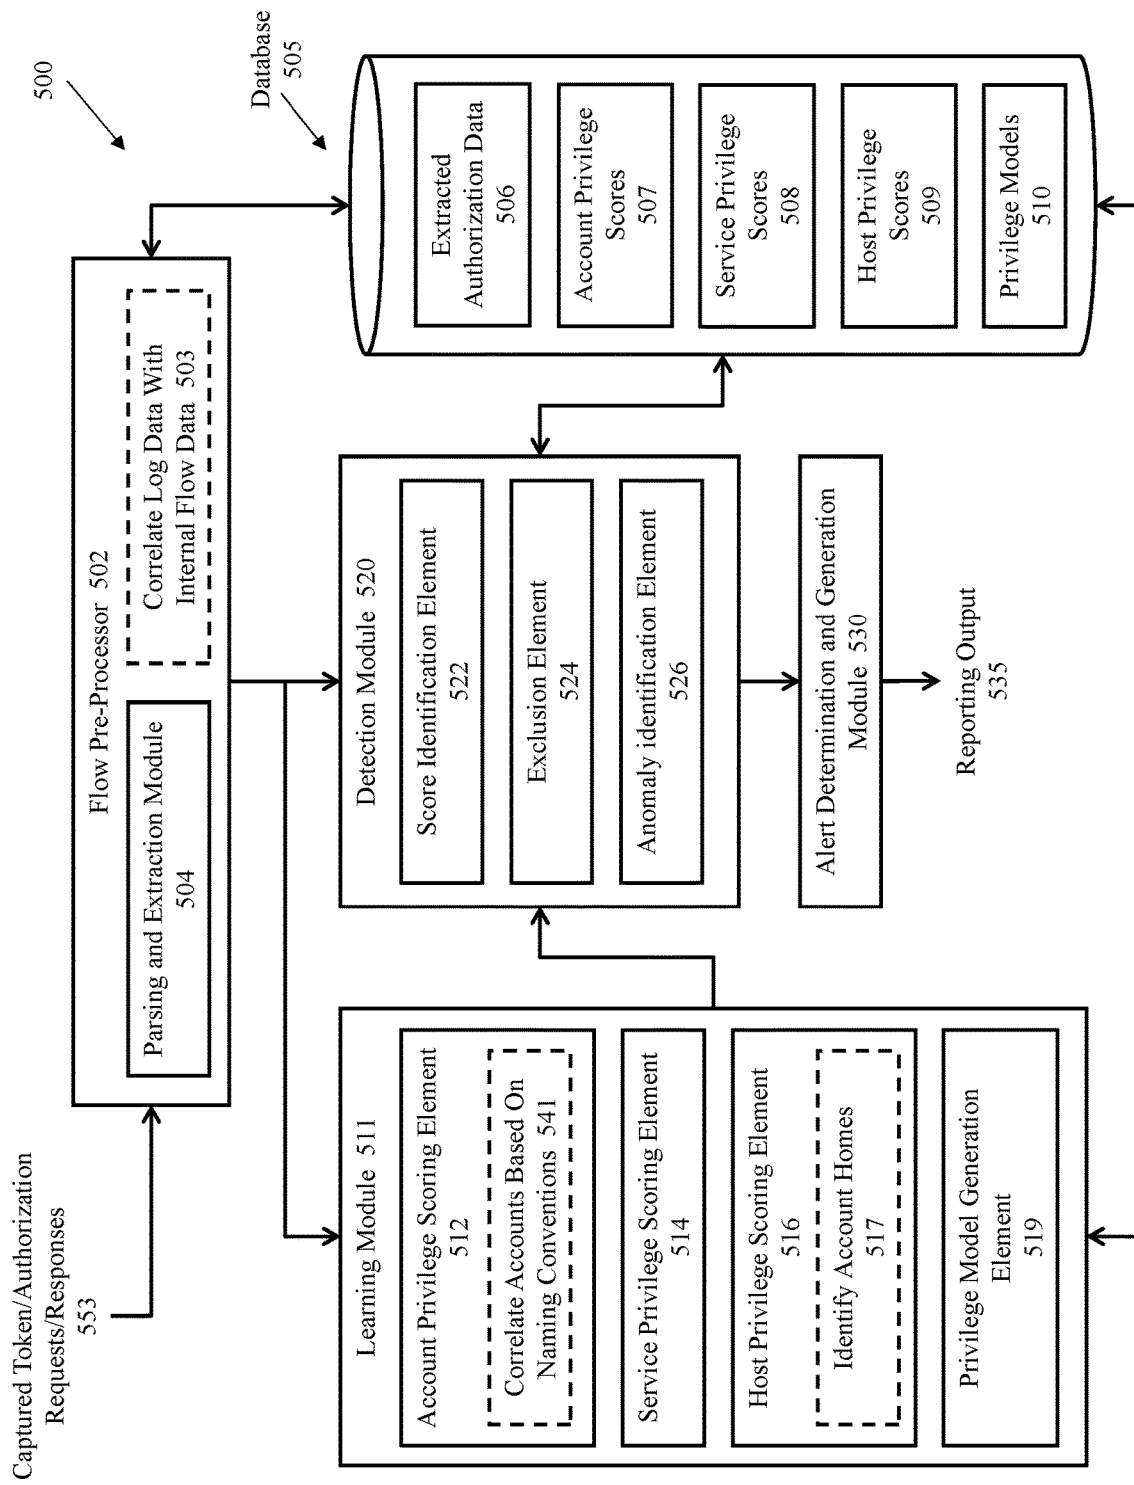 500
Captured Token/Authorization
Requests/Responses
553
Flow Pre-Processor 502
Parsing and Extraction Module
504
Correlate Log Data With
Internal Flow Data 503
Database
505
Extracted
Authorization Data
506
Account Privilege
Scores
507
Service Privilege
Scores
508
Host Privilege
Scores
509
Privilege Models
510
Learning Module 511
Account Privilege Scoring Element
512
Correlate Accounts Based On
Naming Conventions 541
Service Privilege Scoring Element
514
Host Privilege Scoring Element
516
Identify Account Homes
517
Privilege Model Generation
Element
519
Detection Module 520
Score Identification Element
522
Exclusion Element
524
Anomaly identification Element
526
Alert Determination and Generation
Module 530
Reporting Output
535